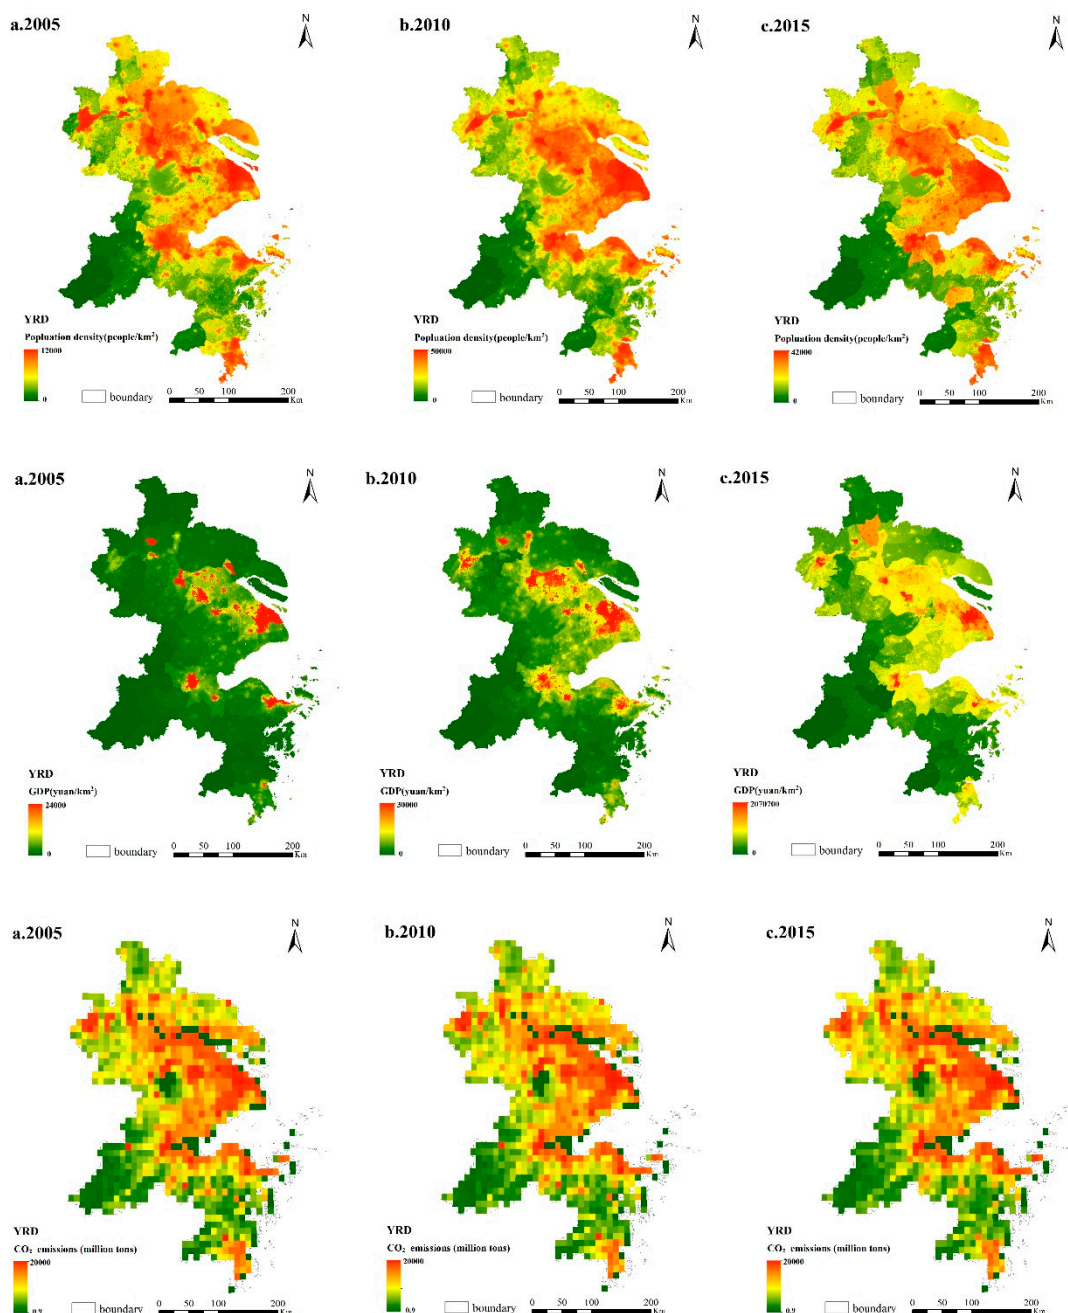 a.2005
N
b.2010
N
c.2015
N
YRD
Popluation density(people/km²)
12000
0
boundary
0 50 100 200
Km
YRD
Popluation density(people/km²)
50000
0
boundary
0 50 100 200
Km
YRD
Popluation density(people/km²)
42000
0
boundary
0 50 100 200
Km
a.2005
N
b.2010
N
c.2015
N
YRD
GDP(yuan/km²)
24000
0
boundary
0 50 100 200
Km
YRD
GDP(yuan/km²)
30000
0
boundary
0 50 100 200
Km
YRD
GDP(yuan/km²)
2070700
0
boundary
0 50 100 200
Km
a.2005
N
b.2010
N
c.2015
N
YRD
CO₂ emissions (million tons)
20000
0.9
boundary
0 50 100 200
Km
YRD
CO₂ emissions (million tons)
20000
0.9
boundary
0 50 100 200
Km
YRD
CO₂ emissions (million tons)
20000
0.9
boundary
0 50 100 200
Km